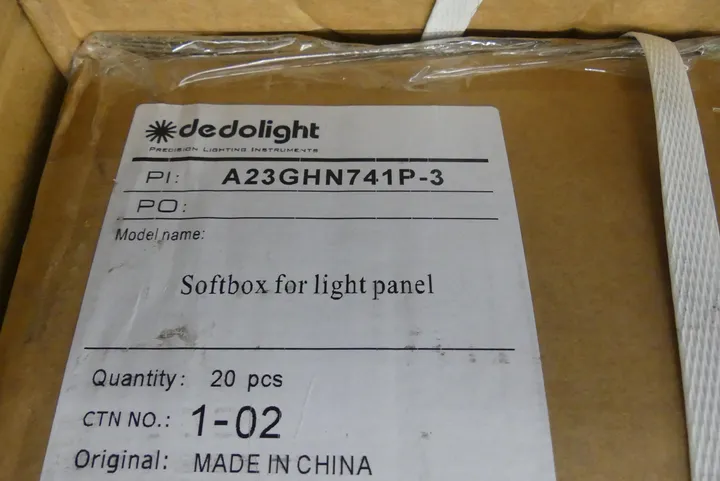 dedolight
PRECISION LIGHTING INSTRUMENTS
PI: A23GHN741P-3
PO:
Model name:
Softbox for light panel
Quantity: 20 pcs
CTN NO.: 1-02
Original: MADE IN CHINA